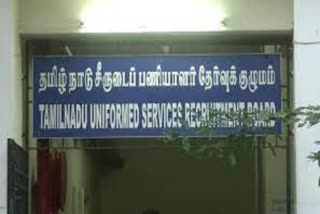 தமிழ் நாடு சீருடைப் பணியாளர் தேர்வுக் குழுமம்
TAMILNADU UNIFORMED SERVICES RECRUITMENT BOARD